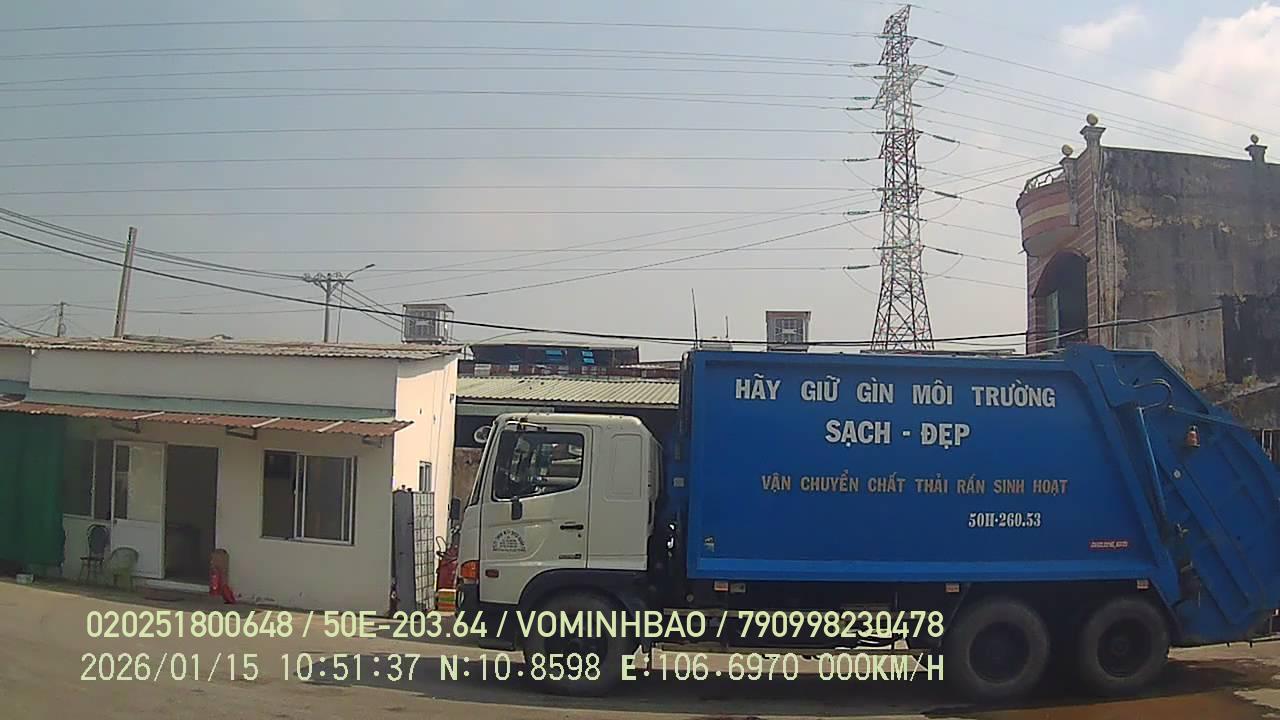 HÃY GIỮ GÌN MÔI TRƯỜNG
SẠCH - ĐẸP
VẬN CHUYỂN CHẤT THẢI RẮN SINH HOẠT
50H-260.53
020251800648 / 50E-203.64 / VOMINHBAO / 790998230478
2026/01/15 10:51:37 N:10.8598 E:106.6970 000KM/H